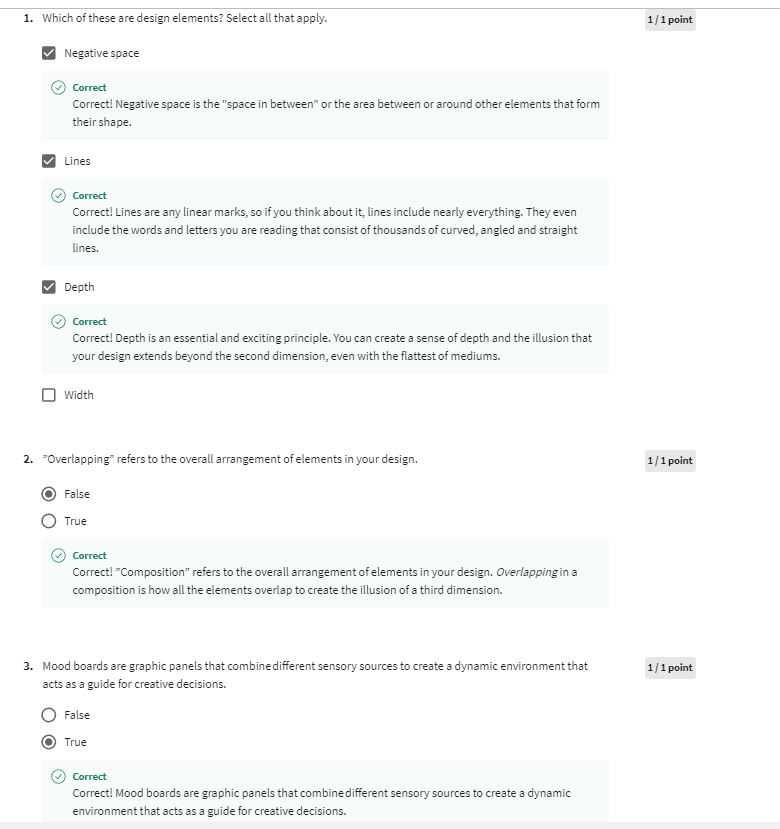 1. Which of these are design elements? Select all that apply.
1 / 1 point
Negative space
Correct
Correct! Negative space is the "space in between" or the area between or around other elements that form
their shape.
Lines
Correct
Correct! Lines are any linear marks, so if you think about it, lines include nearly everything. They even
include the words and letters you are reading that consist of thousands of curved, angled and straight
lines.
Depth
Correct
Correct! Depth is an essential and exciting principle. You can create a sense of depth and the illusion that
your design extends beyond the second dimension, even with the flattest of mediums.
Width
2. ”Overlapping” refers to the overall arrangement of elements in your design.
1 / 1 point
False
True
Correct
Correct! ”Composition” refers to the overall arrangement of elements in your design. Overlapping in a
composition is how all the elements overlap to create the illusion of a third dimension.
3. Mood boards are graphic panels that combine different sensory sources to create a dynamic environment that
acts as a guide for creative decisions.
1 / 1 point
False
True
Correct
Correct! Mood boards are graphic panels that combine different sensory sources to create a dynamic
environment that acts as a guide for creative decisions.